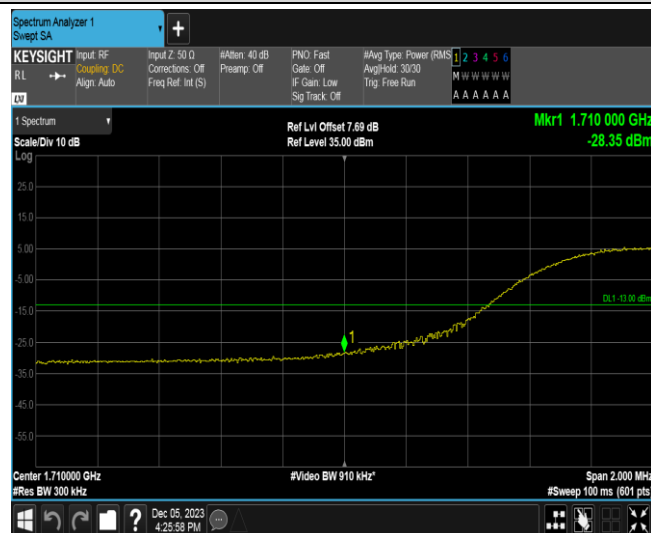 Spectrum Analyzer 1
Swept SA
+
KEYSIGHT
RL
LXI
Input: RF
Coupling: DC
Align: Auto
Input Z: 50 Ω
Corrections: Off
Freq Ref: Int (S)
#Atten: 40 dB
Preamp: Off
PNO: Fast
Gate: Off
IF Gain: Low
Sig Track: Off
#Avg Type: Power (RMS
Avg|Hold: 30/30
Trig: Free Run
1 2 3 4 5 6
M W W W W W
A A A A A A
1 Spectrum
Scale/Div 10 dB
Log
Ref Lvl Offset 7.69 dB
Ref Level 35.00 dBm
Mkr1 1.710 000 GHz
-28.35 dBm
25.0
15.0
5.00
-5.00
-15.0
-25.0
-35.0
-45.0
-55.0
DL1 -13.00 dBm
1
Center 1.710000 GHz
#Res BW 300 kHz
#Video BW 910 kHz*
Span 2.000 MHz
#Sweep 100 ms (601 pts)
?
Dec 05, 2023
4:25:58 PM